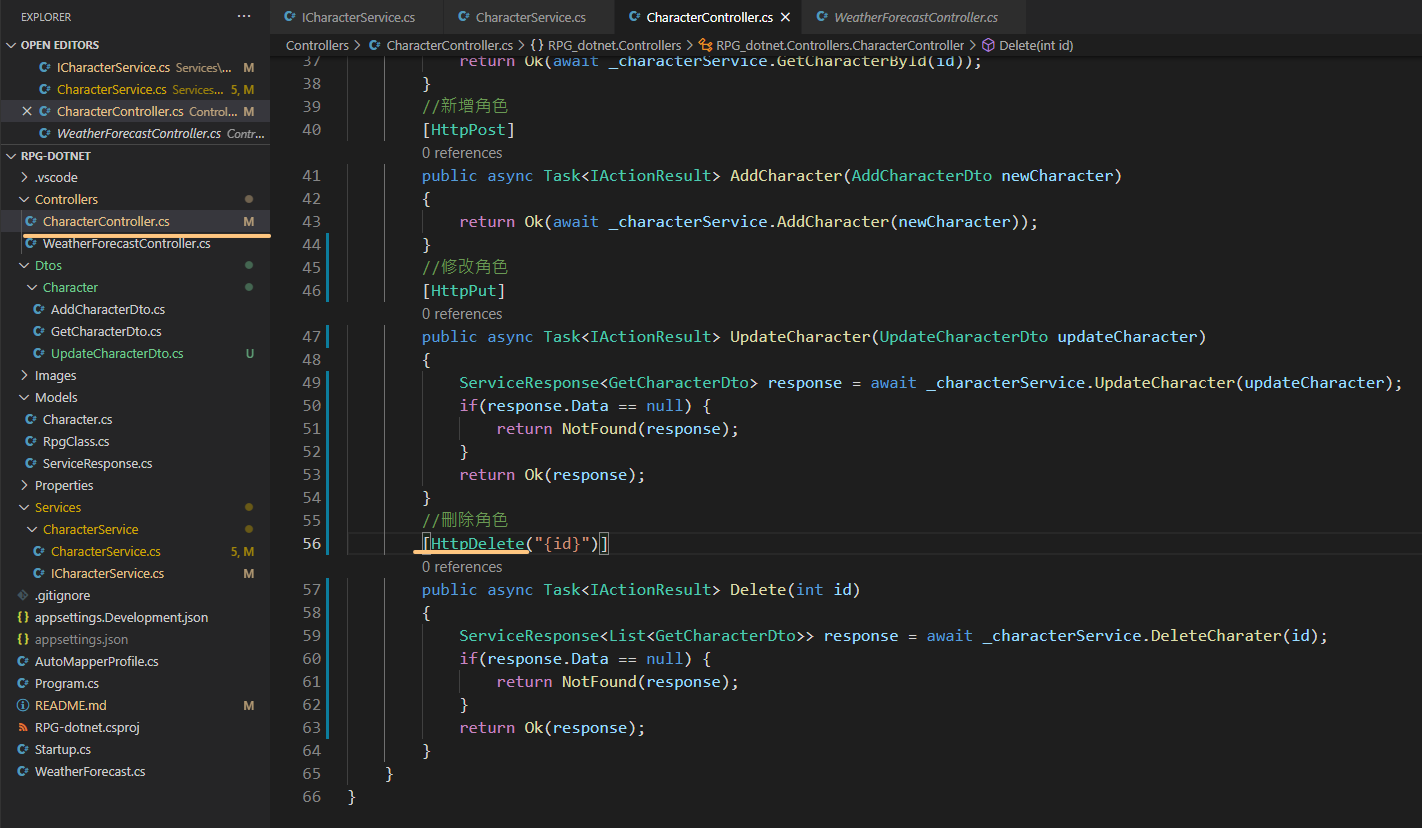 EXPLORER ...
OPEN EDITORS
ICharacterService.cs Services\... M
CharacterService.cs Services... 5, M
CharacterController.cs Control... M
WeatherForecastController.cs Contr...
RPG-DOTNET
.vscode
Controllers
CharacterController.cs M
WeatherForecastController.cs
Dtos
Character
AddCharacterDto.cs
GetCharacterDto.cs
UpdateCharacterDto.cs U
Images
Models
Character.cs
RpgClass.cs
ServiceResponse.cs
Properties
Services
CharacterService
CharacterService.cs 5, M
ICharacterService.cs M
.gitignore
appsettings.Development.json
appsettings.json
AutoMapperProfile.cs
Program.cs
README.md M
RPG-dotnet.csproj
Startup.cs
WeatherForecast.cs
ICharacterService.cs CharacterService.cs CharacterController.cs WeatherForecastController.cs
Controllers > CharacterController.cs > {} RPG_dotnet.Controllers > RPG_dotnet.Controllers.CharacterController > Delete(int id)
37 return Ok(await _characterService.GetCharacterById(id));
38 }
39 //新增角色
40 [HttpPost]
0 references
41 public async Task<IActionResult> AddCharacter(AddCharacterDto newCharacter)
42 {
43 return Ok(await _characterService.AddCharacter(newCharacter));
44 }
45 //修改角色
46 [HttpPut]
0 references
47 public async Task<IActionResult> UpdateCharacter(UpdateCharacterDto updateCharacter)
48 {
49 ServiceResponse<GetCharacterDto> response = await _characterService.UpdateCharacter(updateCharacter);
50 if(response.Data == null) {
51 return NotFound(response);
52 }
53 return Ok(response);
54 }
55 //刪除角色
56 [HttpDelete("{id}")]
0 references
57 public async Task<IActionResult> Delete(int id)
58 {
59 ServiceResponse<List<GetCharacterDto>> response = await _characterService.DeleteCharater(id);
60 if(response.Data == null) {
61 return NotFound(response);
62 }
63 return Ok(response);
64 }
65 }
66 }